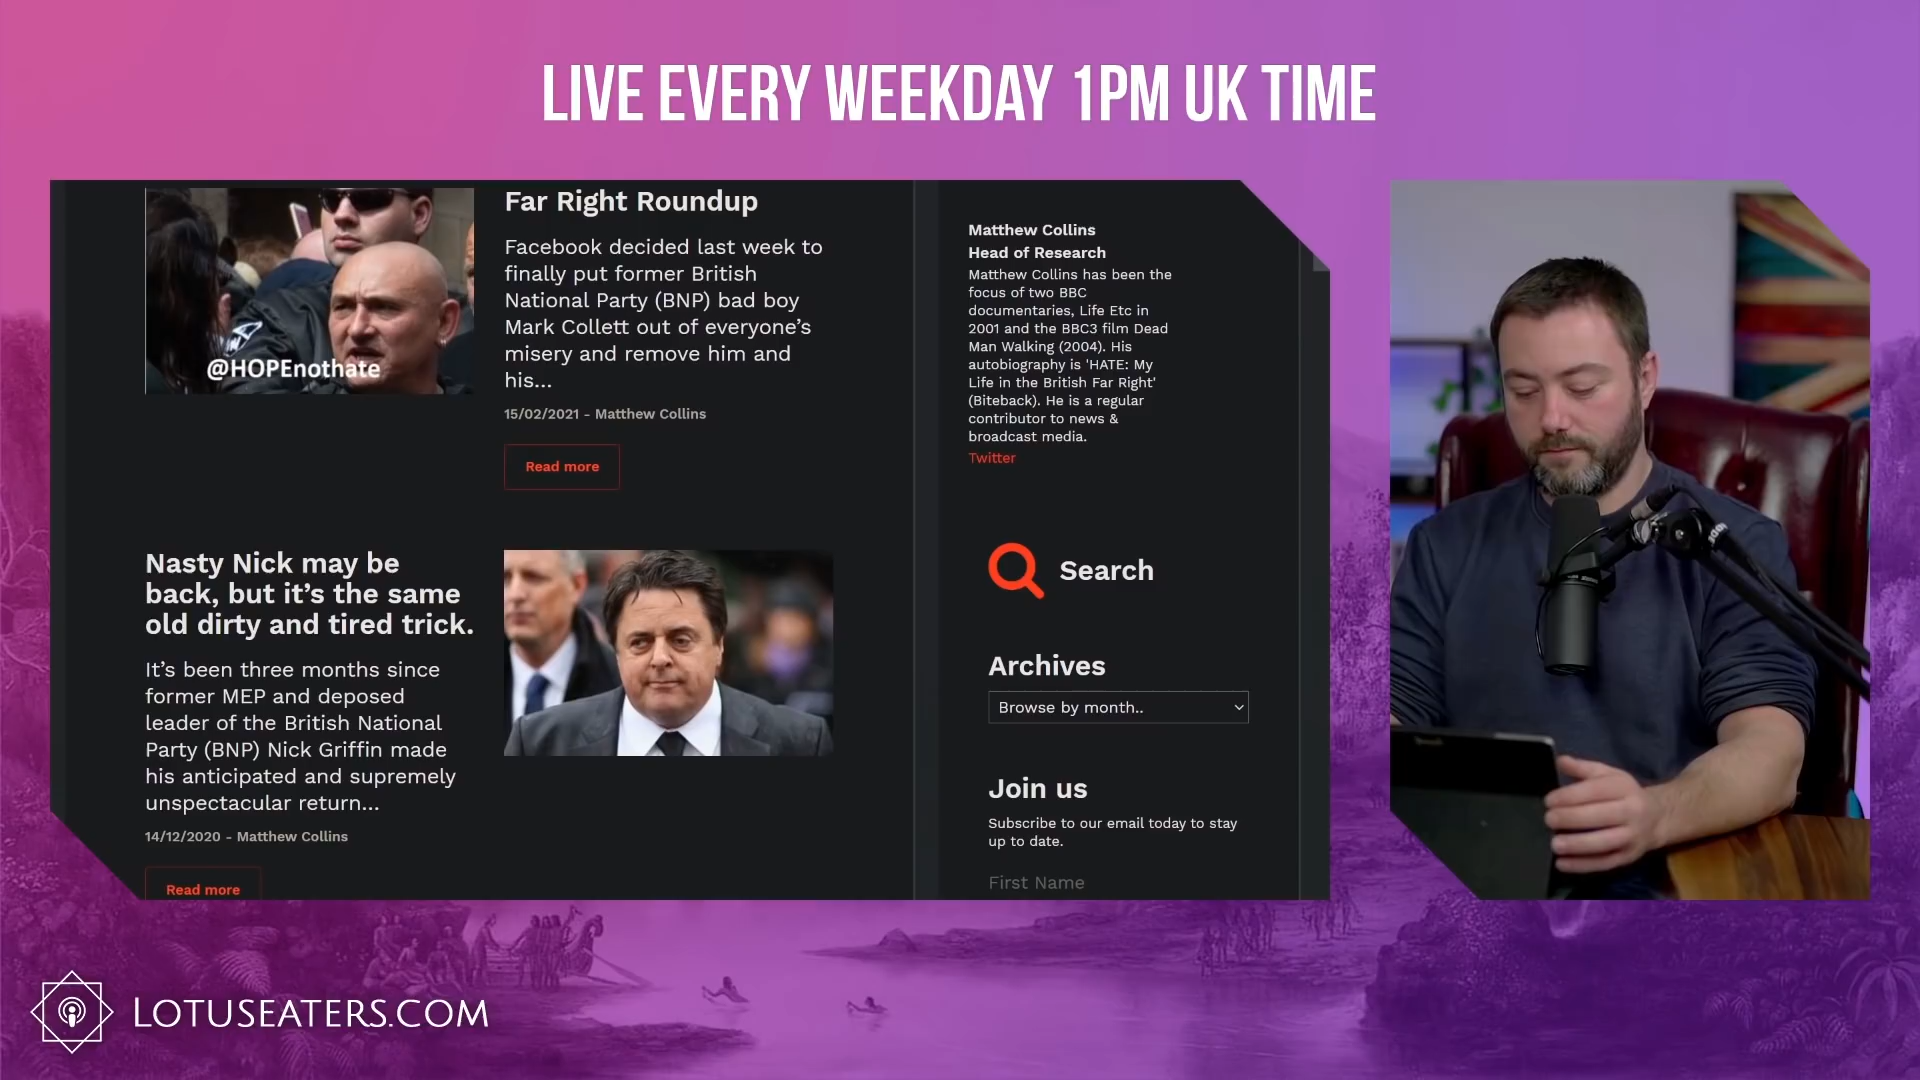 LIVE EVERY WEEKDAY 1PM UK TIME
@HOPEnothate
Far Right Roundup
Facebook decided last week to
finally put former British
National Party (BNP) bad boy
Mark Collett out of everyone’s
misery and remove him and
his...
15/02/2021 - Matthew Collins
Read more
Nasty Nick may be
back, but it’s the same
old dirty and tired trick.
It’s been three months since
former MEP and deposed
leader of the British National
Party (BNP) Nick Griffin made
his anticipated and supremely
unspectacular return...
14/12/2020 - Matthew Collins
Read more
Matthew Collins
Head of Research
Matthew Collins has been the
focus of two BBC
documentaries, Life Etc in
2001 and the BBC3 film Dead
Man Walking (2004). His
autobiography is 'HATE: My
Life in the British Far Right'
(Biteback). He is a regular
contributor to news &
broadcast media.
Twitter
Search
Archives
Browse by month..
Join us
Subscribe to our email today to stay
up to date.
First Name
LOTUSEATERS.COM